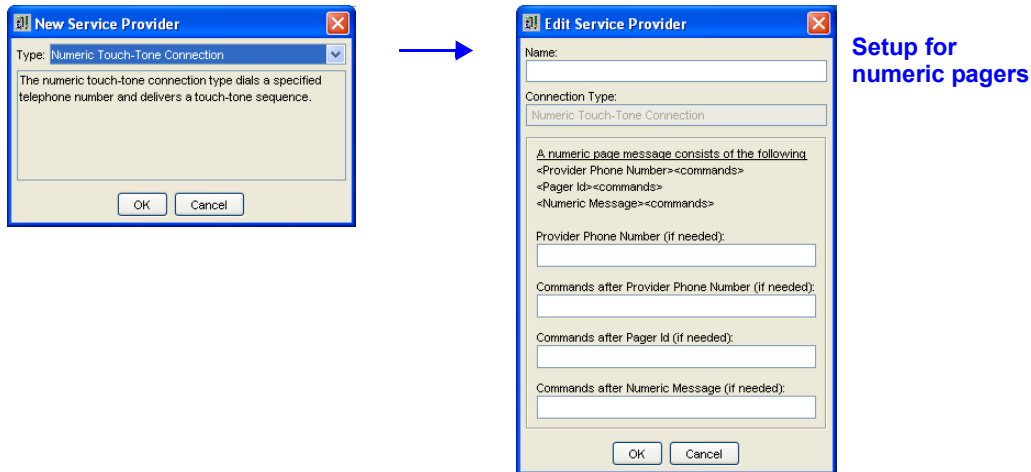 New Service Provider
Type: Numeric Touch-Tone Connection
The numeric touch-tone connection type dials a specified
telephone number and delivers a touch-tone sequence.
OK Cancel
Edit Service Provider
Name:
Connection Type:
Numeric Touch-Tone Connection
A numeric page message consists of the following
<Provider Phone Number><commands>
<Pager Id><commands>
<Numeric Message><commands>
Provider Phone Number (if needed):
Commands after Provider Phone Number (if needed):
Commands after Pager Id (if needed):
Commands after Numeric Message (if needed):
OK Cancel
Setup for
numeric pagers